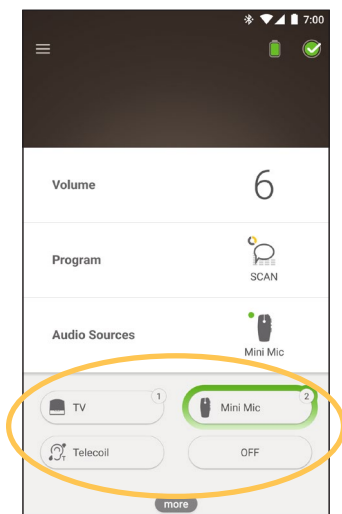 7:00
Volume 6
Program
SCAN
Audio Sources
Mini Mic
TV 1 Mini Mic 2
T Telecoil OFF
more